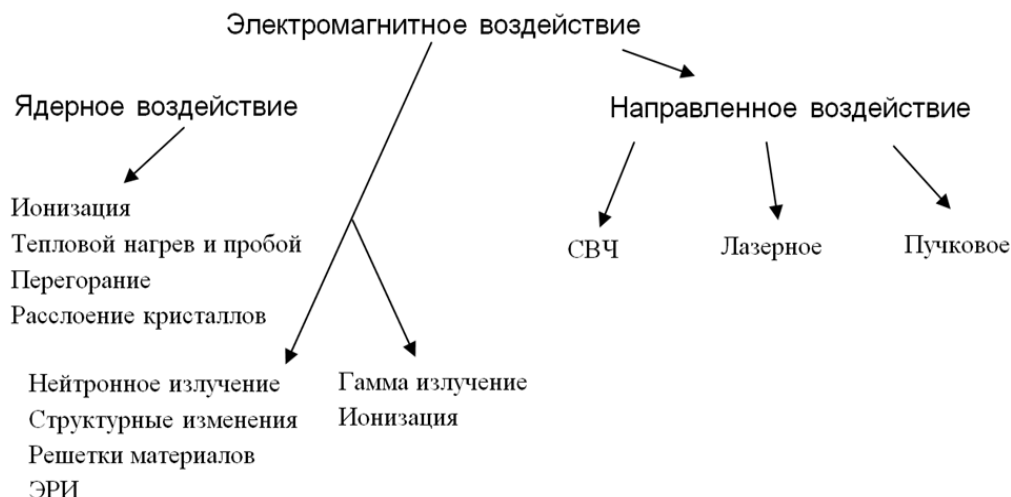 Электромагнитное воздействие
Ядерное воздействие
Направленное воздействие
Ионизация
Тепловой нагрев и пробой
Перегорание
Расслоение кристаллов
СВЧ
Лазерное
Пучковое
Нейтронное излучение
Структурные изменения
Решетки материалов
ЭРИ
Гамма излучение
Ионизация